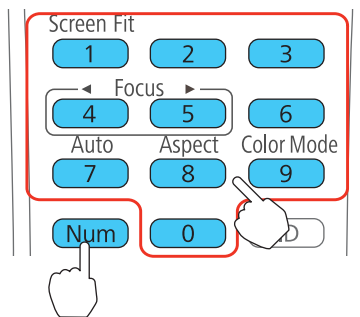 Screen Fit
1 2 3
◄ Focus ►
4 5 6
Auto Aspect Color Mode
7 8 9
Num 0